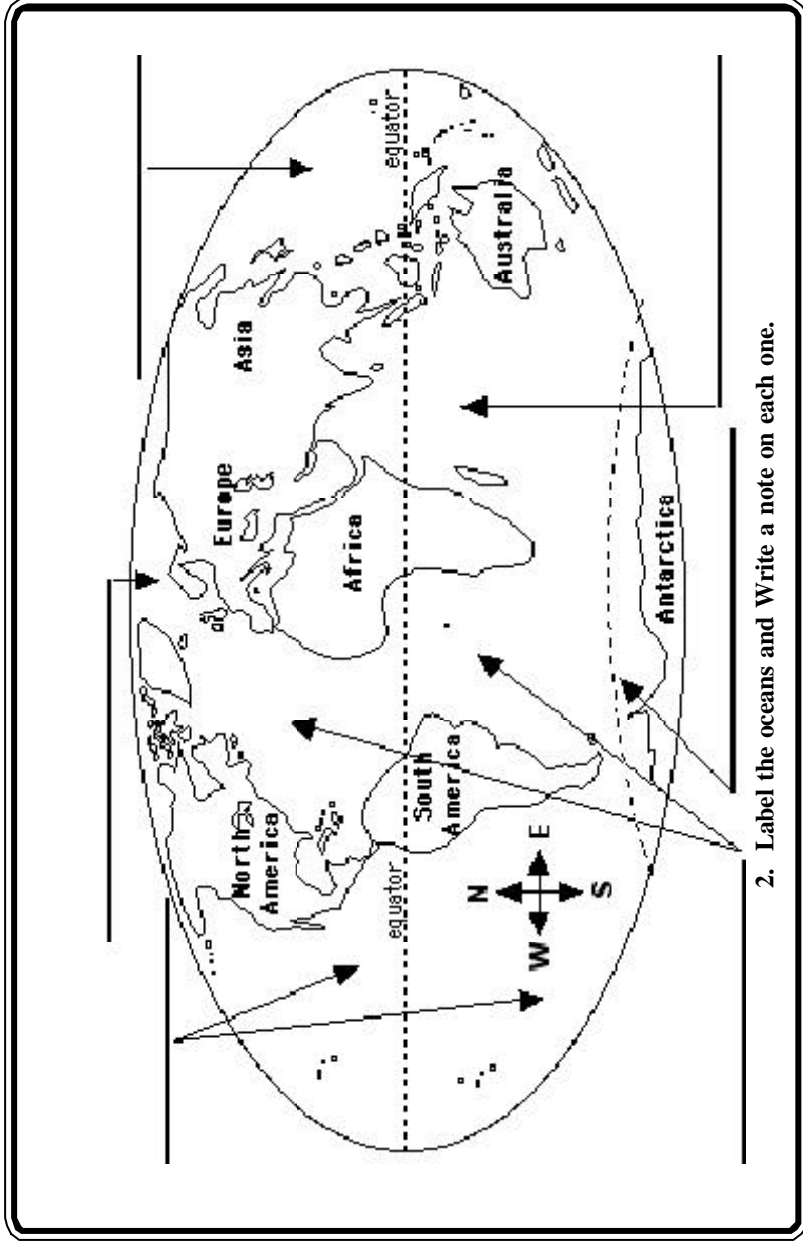 Asia
Europe
North
America
equator
Africa
equator
South
America
Australia
N
W E
S
Antarctica
2. Label the oceans and Write a note on each one.